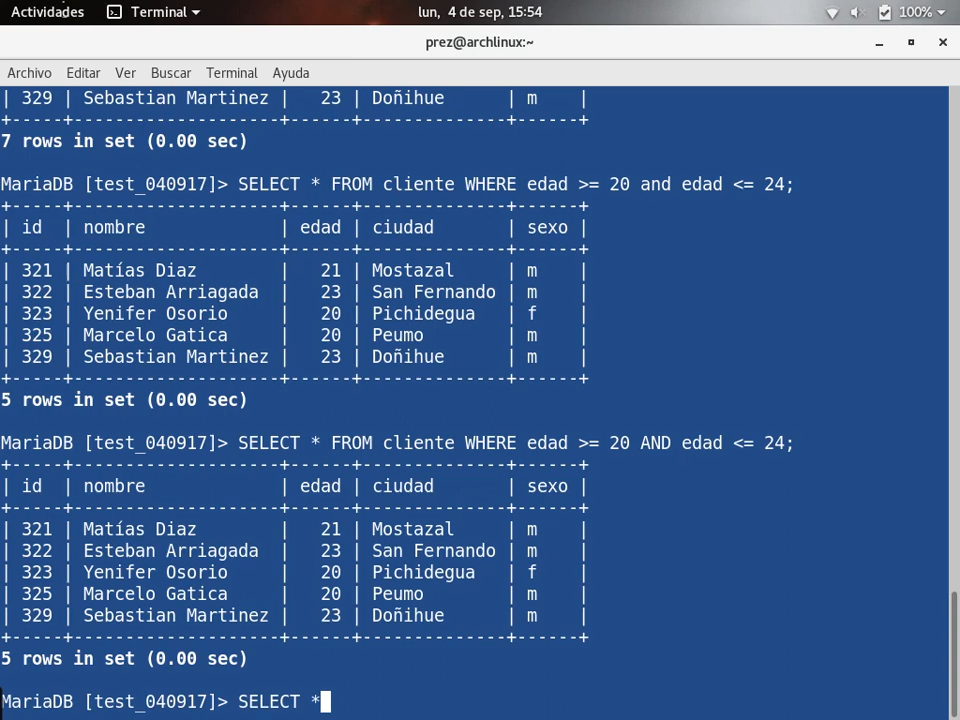 Actividades Terminal lun, 4 de sep, 15:54 100%
prez@archlinux:~
Archivo Editar Ver Buscar Terminal Ayuda
| 329 | Sebastian Martinez |   23 | Doñihue      | m    |
+-----+--------------------+------+--------------+------+
7 rows in set (0.00 sec)
MariaDB [test_040917]> SELECT * FROM cliente WHERE edad >= 20 and edad <= 24;
+-----+--------------------+------+--------------+------+
| id  | nombre             | edad | ciudad       | sexo |
+-----+--------------------+------+--------------+------+
| 321 | Matías Diaz        |   21 | Mostazal     | m    |
| 322 | Esteban Arriagada  |   23 | San Fernando | m    |
| 323 | Yenifer Osorio     |   20 | Pichidegua   | f    |
| 325 | Marcelo Gatica     |   20 | Peumo        | m    |
| 329 | Sebastian Martinez |   23 | Doñihue      | m    |
+-----+--------------------+------+--------------+------+
5 rows in set (0.00 sec)
MariaDB [test_040917]> SELECT * FROM cliente WHERE edad >= 20 AND edad <= 24;
+-----+--------------------+------+--------------+------+
| id  | nombre             | edad | ciudad       | sexo |
+-----+--------------------+------+--------------+------+
| 321 | Matías Diaz        |   21 | Mostazal     | m    |
| 322 | Esteban Arriagada  |   23 | San Fernando | m    |
| 323 | Yenifer Osorio     |   20 | Pichidegua   | f    |
| 325 | Marcelo Gatica     |   20 | Peumo        | m    |
| 329 | Sebastian Martinez |   23 | Doñihue      | m    |
+-----+--------------------+------+--------------+------+
5 rows in set (0.00 sec)
MariaDB [test_040917]> SELECT *